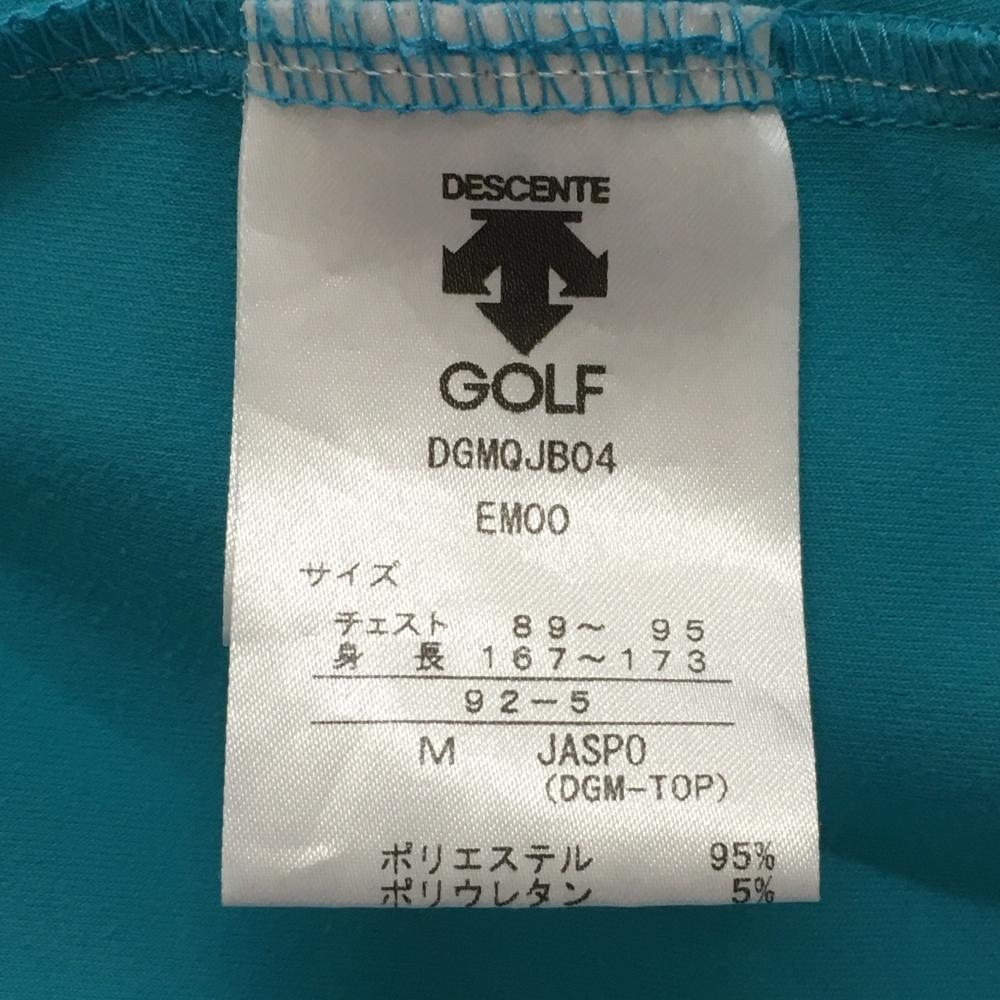 DESCENTE
GOLF
DGMQJB04
EM00
サイズ
チェスト 89〜 95
身 長 167〜173
92−5
M JASPO
(DGM−TOP)
ポリエステル 95%
ポリウレタン 5%